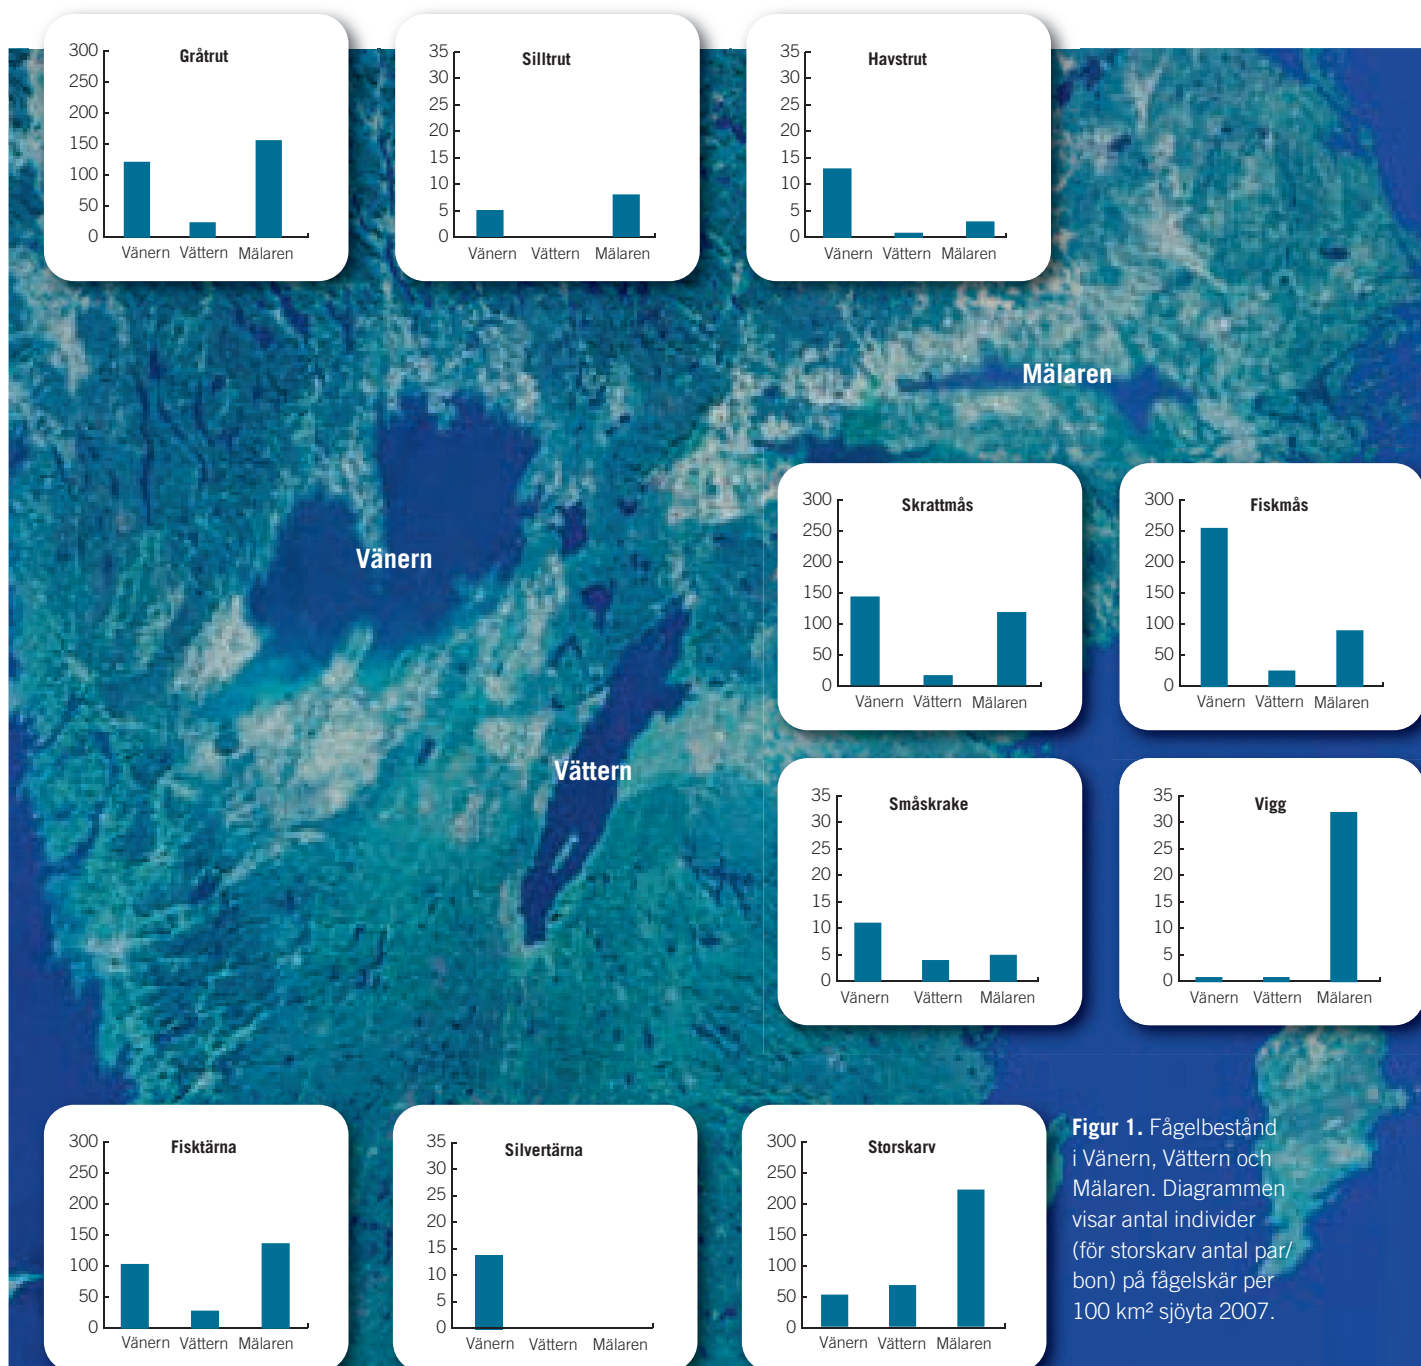 Gråtrut
300
250
200
150
100
50
0
Vänern Vättern Mälaren
Silltrut
35
30
25
20
15
10
5
0
Vänern Vättern Mälaren
Havstrut
35
30
25
20
15
10
5
0
Vänern Vättern Mälaren
Mälaren
Vänern
Vättern
Skrattmås
300
250
200
150
100
50
0
Vänern Vättern Mälaren
Fiskmås
300
250
200
150
100
50
0
Vänern Vättern Mälaren
Småskrake
35
30
25
20
15
10
5
0
Vänern Vättern Mälaren
Vigg
35
30
25
20
15
10
5
0
Vänern Vättern Mälaren
Fisktärna
300
250
200
150
100
50
0
Vänern Vättern Mälaren
Silvertärna
35
30
25
20
15
10
5
0
Vänern Vättern Mälaren
Storskarv
300
250
200
150
100
50
0
Vänern Vättern Mälaren
Figur 1. Fågelbestånd
i Vänern, Vättern och
Mälaren. Diagrammen
visar antal individer
(för storskarv antal par/
bon) på fågelskär per
100 km² sjöyta 2007.